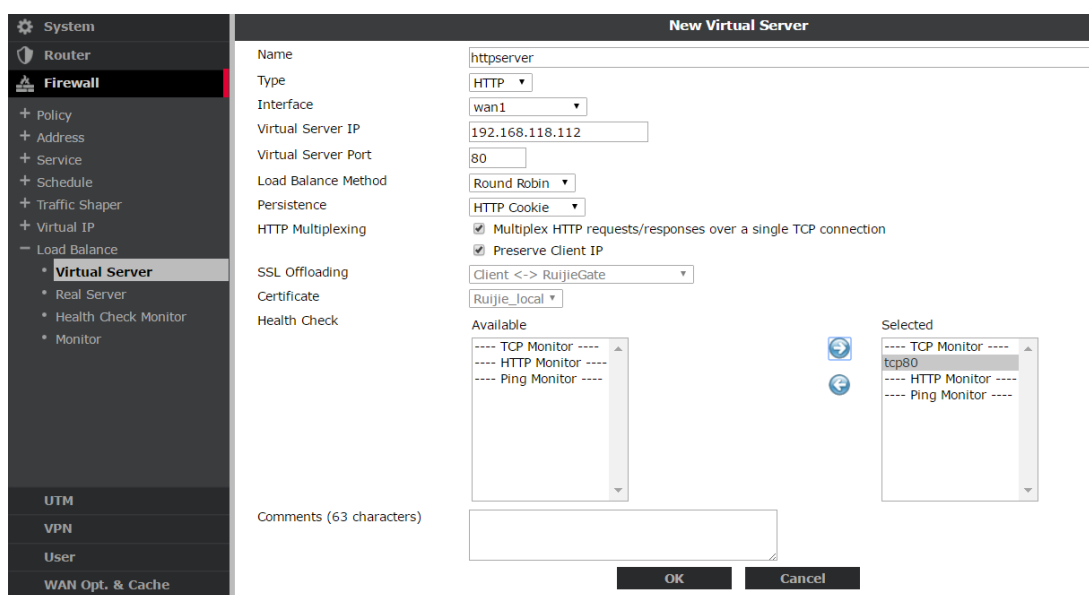 System
Router
Firewall
+ Policy
+ Address
+ Service
+ Schedule
+ Traffic Shaper
+ Virtual IP
− Load Balance
• Virtual Server
• Real Server
• Health Check Monitor
• Monitor
UTM
VPN
User
WAN Opt. & Cache
New Virtual Server
Name httpserver
Type HTTP
Interface wan1
Virtual Server IP 192.168.118.112
Virtual Server Port 80
Load Balance Method Round Robin
Persistence HTTP Cookie
HTTP Multiplexing Multiplex HTTP requests/responses over a single TCP connection
Preserve Client IP
SSL Offloading Client <-> RuijieGate
Certificate Ruijie_local
Health Check
Available
---- TCP Monitor ----
---- HTTP Monitor ----
---- Ping Monitor ----
Selected
---- TCP Monitor ----
tcp80
---- HTTP Monitor ----
---- Ping Monitor ----
Comments (63 characters)
OK Cancel